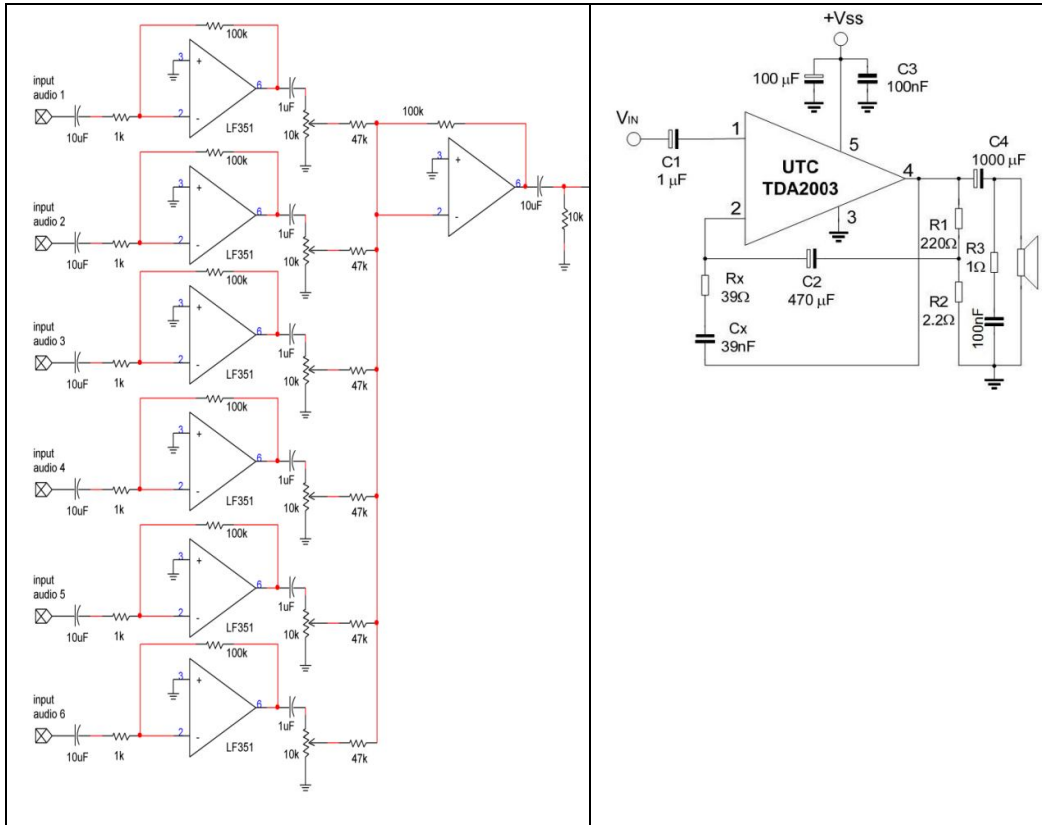 100k
input
audio 1
3
+
6
2
-
10uF
1k
LF351
1uF
10k
47k
100k
input
audio 2
3
+
6
2
-
10uF
1k
LF351
1uF
10k
47k
100k
input
audio 3
3
+
6
2
-
10uF
1k
LF351
1uF
10k
47k
100k
input
audio 4
3
+
6
2
-
10uF
1k
LF351
1uF
10k
47k
100k
input
audio 5
3
+
6
2
-
10uF
1k
LF351
1uF
10k
47k
100k
input
audio 6
3
+
6
2
-
10uF
1k
LF351
1uF
10k
47k
100k
3
+
6
2
-
10uF
10k
+Vss
100 µF
C3
100nF
VIN
C1
1 µF
1
UTC
TDA2003
5
4
3
2
C4
1000 µF
R1
220Ω
R3
1Ω
R2
2.2Ω
100nF
C2
470 µF
Rx
39Ω
Cx
39nF